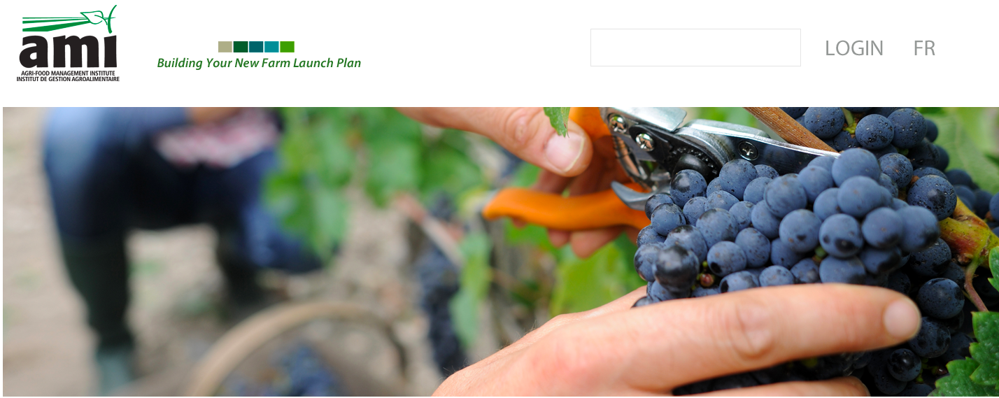 ami
AGRI-FOOD MANAGEMENT INSTITUTE
INSTITUT DE GESTION AGROALIMENTAIRE
Building Your New Farm Launch Plan
LOGIN
FR